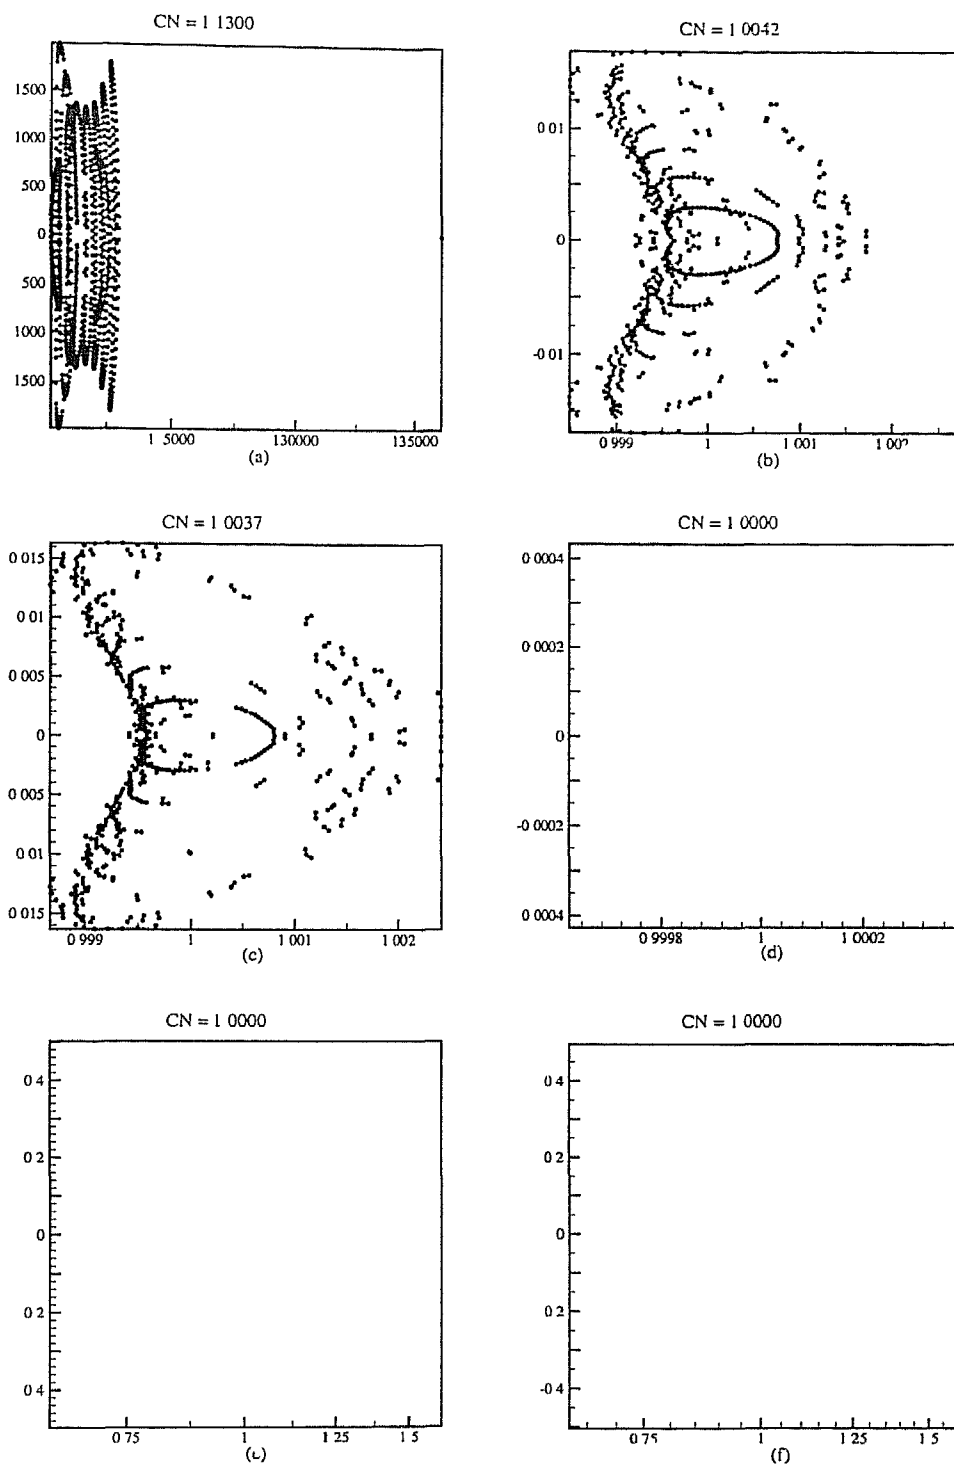 CN = 1 1300
1500
1000
500
0
500
1000
1500
1 5000 130000 135000
(a)
CN = 1 0042
0 01
0
-0 01
0 999 1 1 001 1 002
(b)
CN = 1 0037
0 015
0 01
0 005
0
0 005
0 01
0 015
0 999 1 1 001 1 002
(c)
CN = 1 0000
0 0004
0 0002
0
-0 0002
0 0004
0 9998 1 1 0002
(d)
CN = 1 0000
0 4
0 2
0
0 2
0 4
0 75 1 1 25 1 5
(e)
CN = 1 0000
0 4
0 2
0
0 2
-0 4
0 75 1 1 25 1 5
(f)